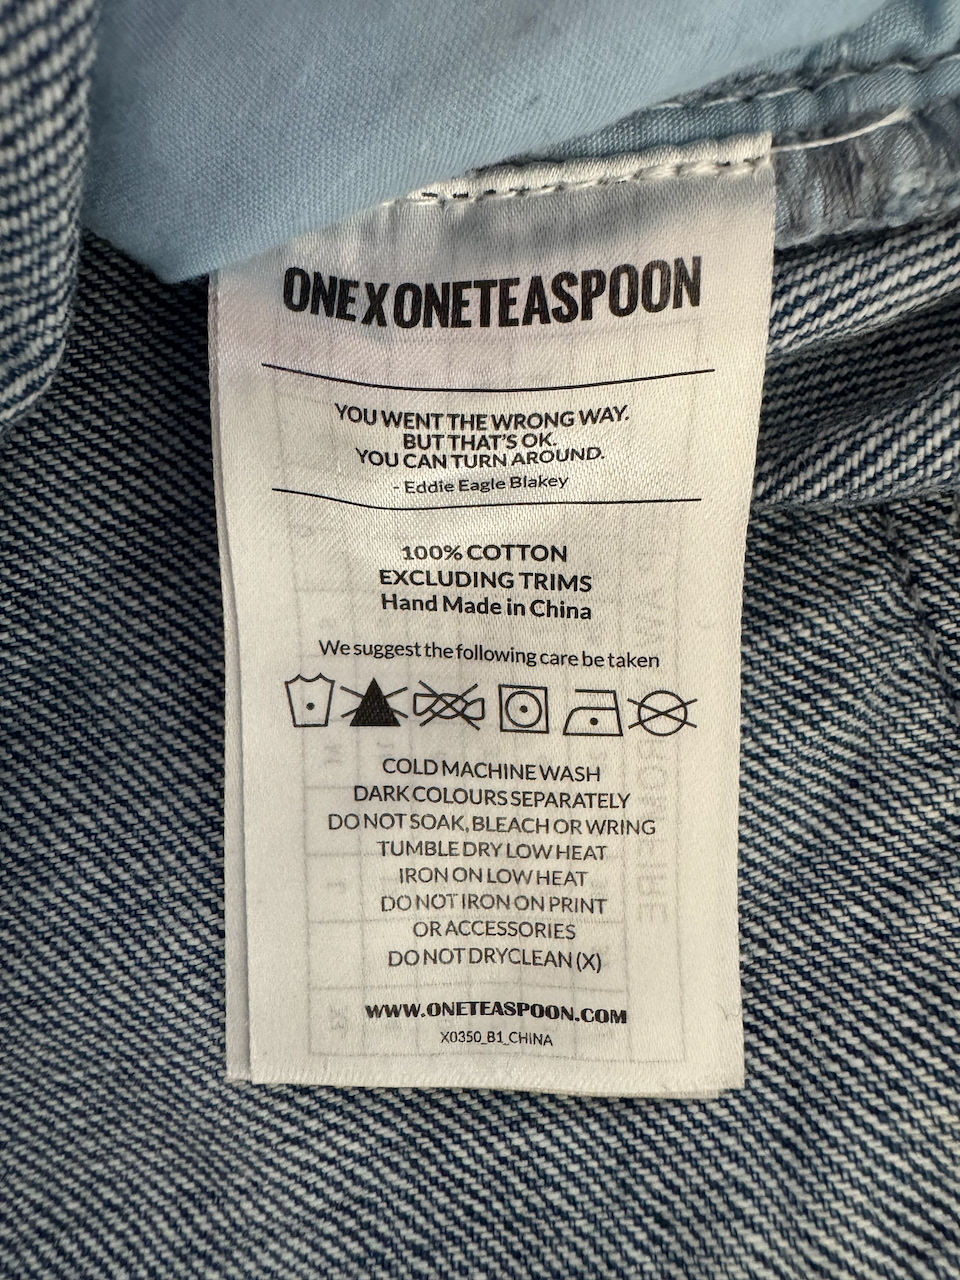 ONEXONETEASPOON
YOU WENT THE WRONG WAY.
BUT THAT'S OK.
YOU CAN TURN AROUND.
- Eddie Eagle Blakey
100% COTTON
EXCLUDING TRIMS
Hand Made in China
We suggest the following care be taken
COLD MACHINE WASH
DARK COLOURS SEPARATELY
DO NOT SOAK, BLEACH OR WRING
TUMBLE DRY LOW HEAT
IRON ON LOW HEAT
DO NOT IRON ON PRINT
OR ACCESSORIES
DO NOT DRYCLEAN (X)
WWW.ONETEASPOON.COM
X0350_B1_CHINA